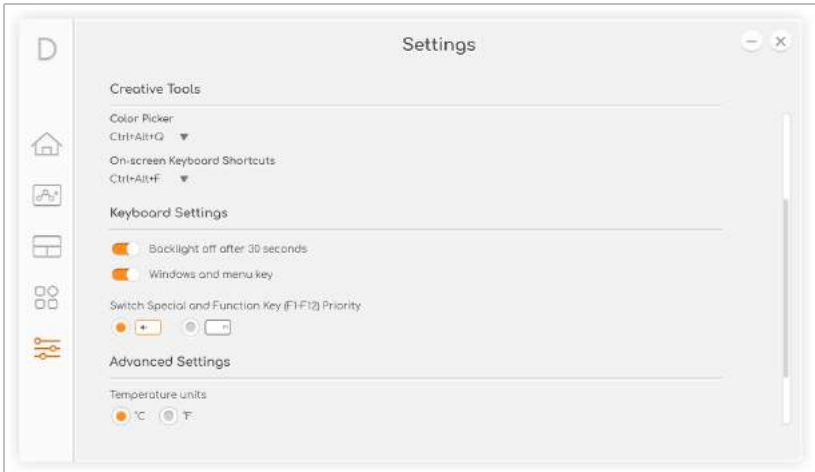 D
Settings
Creative Tools
Color Picker
Ctrl+Alt+Q
On-screen Keyboard Shortcuts
Ctrl+Alt+F
Keyboard Settings
Backlight off after 30 seconds
Windows and menu key
Switch Special and Function Key (F1-F12) Priority
Advanced Settings
Temperature units
°C °F